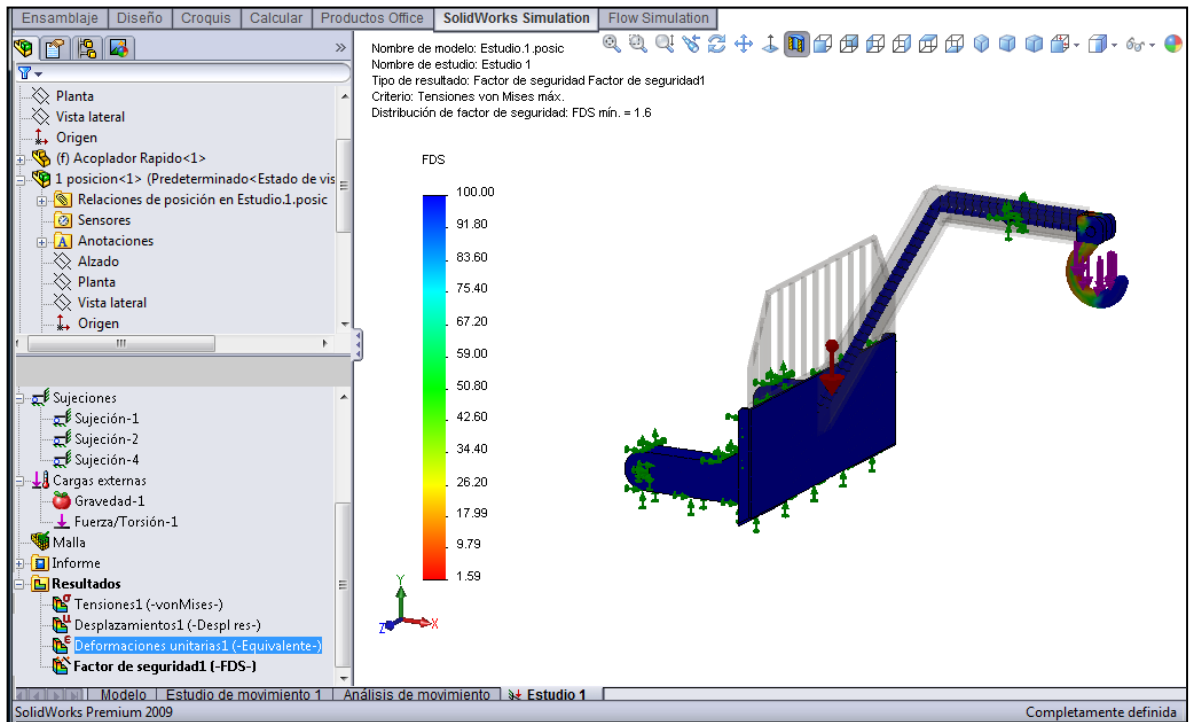 Ensamblaje Diseño Croquis Calcular Productos Office SolidWorks Simulation Flow Simulation
Planta
Vista lateral
Origen
(f) Acoplador Rapido<1>
1 posicion<1> (Predeterminado<Estado de vis
Relaciones de posición en Estudio.1.posic
Sensores
Anotaciones
Alzado
Planta
Vista lateral
Origen
Sujeciones
Sujeción-1
Sujeción-2
Sujeción-4
Cargas externas
Gravedad-1
Fuerza/Torsión-1
Malla
Informe
Resultados
Tensiones1 (-vonMises-)
Desplazamientos1 (-Despl res-)
Deformaciones unitarias1 (-Equivalente-)
Factor de seguridad1 (-FDS-)
Nombre de modelo: Estudio.1.posic
Nombre de estudio: Estudio 1
Tipo de resultado: Factor de seguridad Factor de seguridad1
Criterio: Tensiones von Mises máx.
Distribución de factor de seguridad: FDS mín. = 1.6
FDS
100.00
91.80
83.60
75.40
67.20
59.00
50.80
42.60
34.40
26.20
17.99
9.79
1.59
Y
Z X
Modelo Estudio de movimiento 1 Análisis de movimiento Estudio 1
SolidWorks Premium 2009 Completamente definida